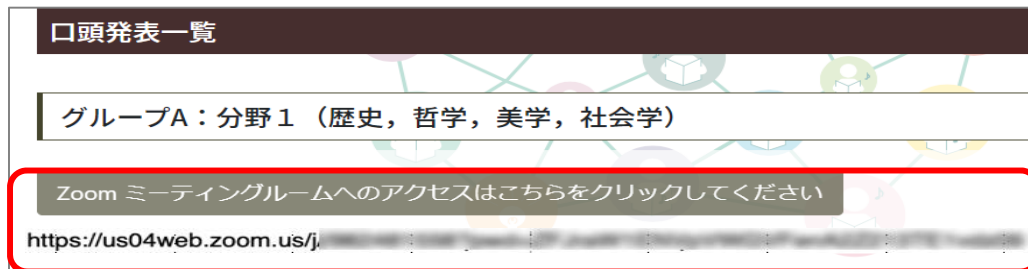 口頭発表一覧
グループA：分野１（歴史，哲学，美学，社会学）
Zoom ミーティングルームへのアクセスはこちらをクリックしてください
https://us04web.zoom.us/j